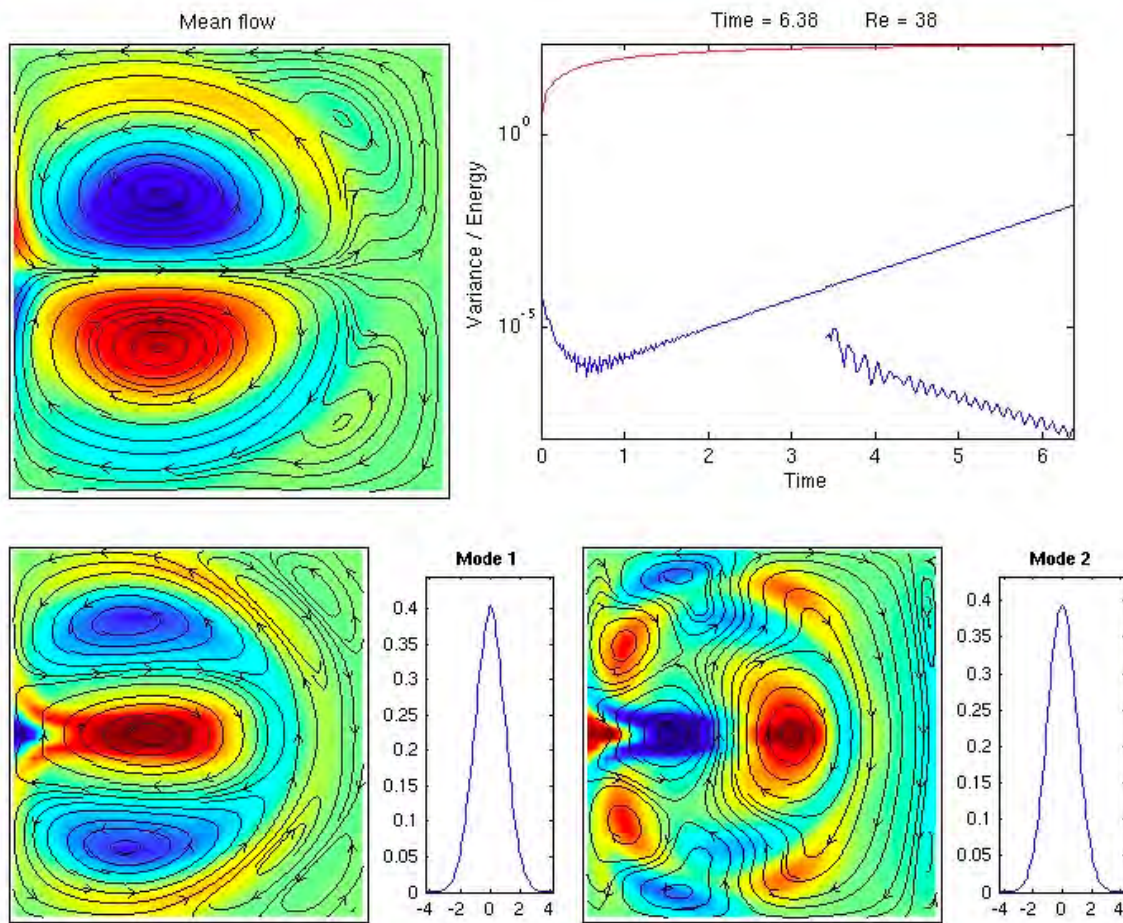 Mean flow
Time = 6.38 Re = 38
Variance / Energy
10^0
10^-5
0 1 2 3 4 5 6
Time
Mode 1
0.4
0.35
0.3
0.25
0.2
0.15
0.1
0.05
0
-4 -2 0 2 4
Mode 2
0.4
0.35
0.3
0.25
0.2
0.15
0.1
0.05
0
-4 -2 0 2 4